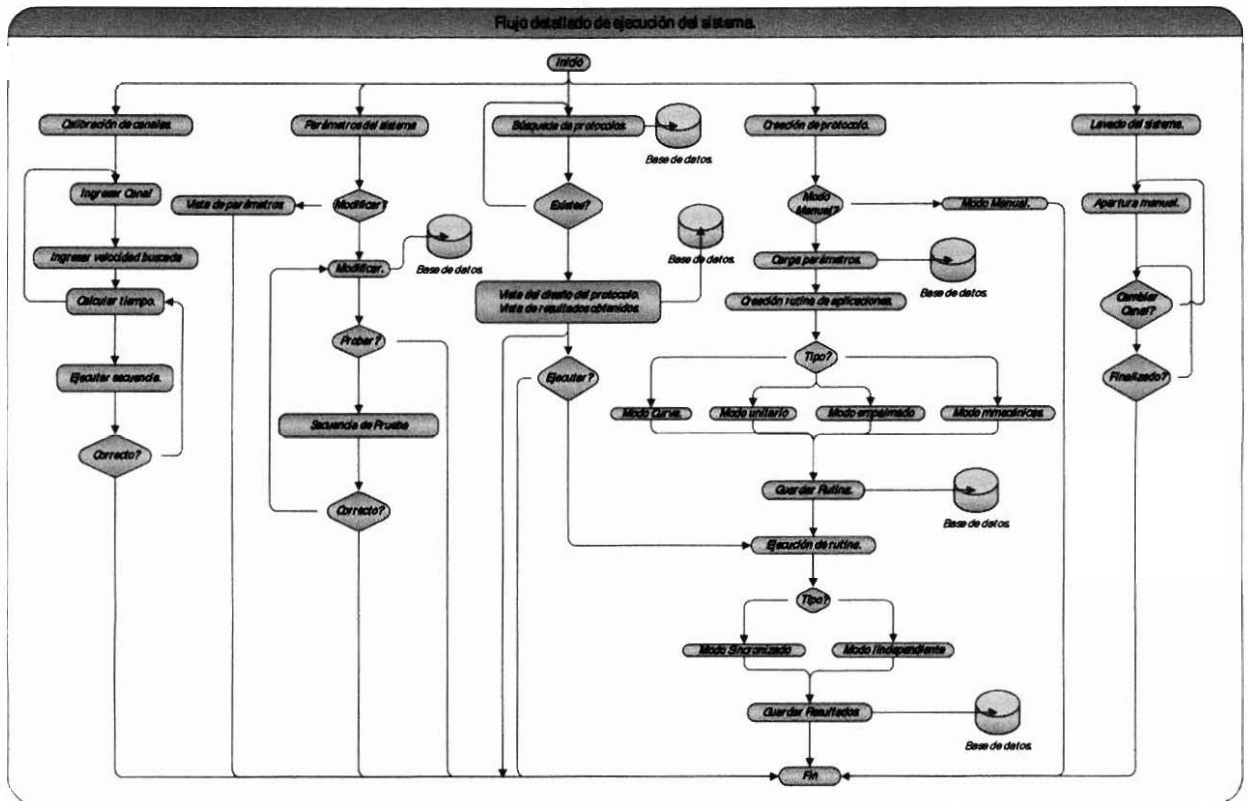 Flujo detallado de ejecución del sistema.
Inicio
Calibración de canales.
Parámetros del sistema
Búsqueda de protocolos.
Base de datos.
Creación de protocolo.
Lavado del sistema.
Ingresar Canal
Vista de parámetros
Modificar?
Existes?
Modo
Manual?
Modo Manual.
Apertura manual.
Ingresar velocidad buscada
Modificar.
Base de datos.
Base de datos.
Carga parámetros.
Base de datos.
Calcular tiempo.
Vista del diseño del protocolo.
Vista de resultados obtenidos.
Creación rutina de aplicaciones.
Cambiar
Canal?
Probar?
Tipo?
Ejecutar secuencia.
Ejecutar?
Finalizado?
Secuencia de Prueba
Modo Curva.
Modo unitario
Modo empalmado
Modo mmecánicas.
Correcto?
Guardar Rutina.
Base de datos.
Correcto?
Ejecución de rutina.
Tipo?
Modo Sincronizado
Modo Iindependiente
Guardar Resultados
Base de datos.
Fin